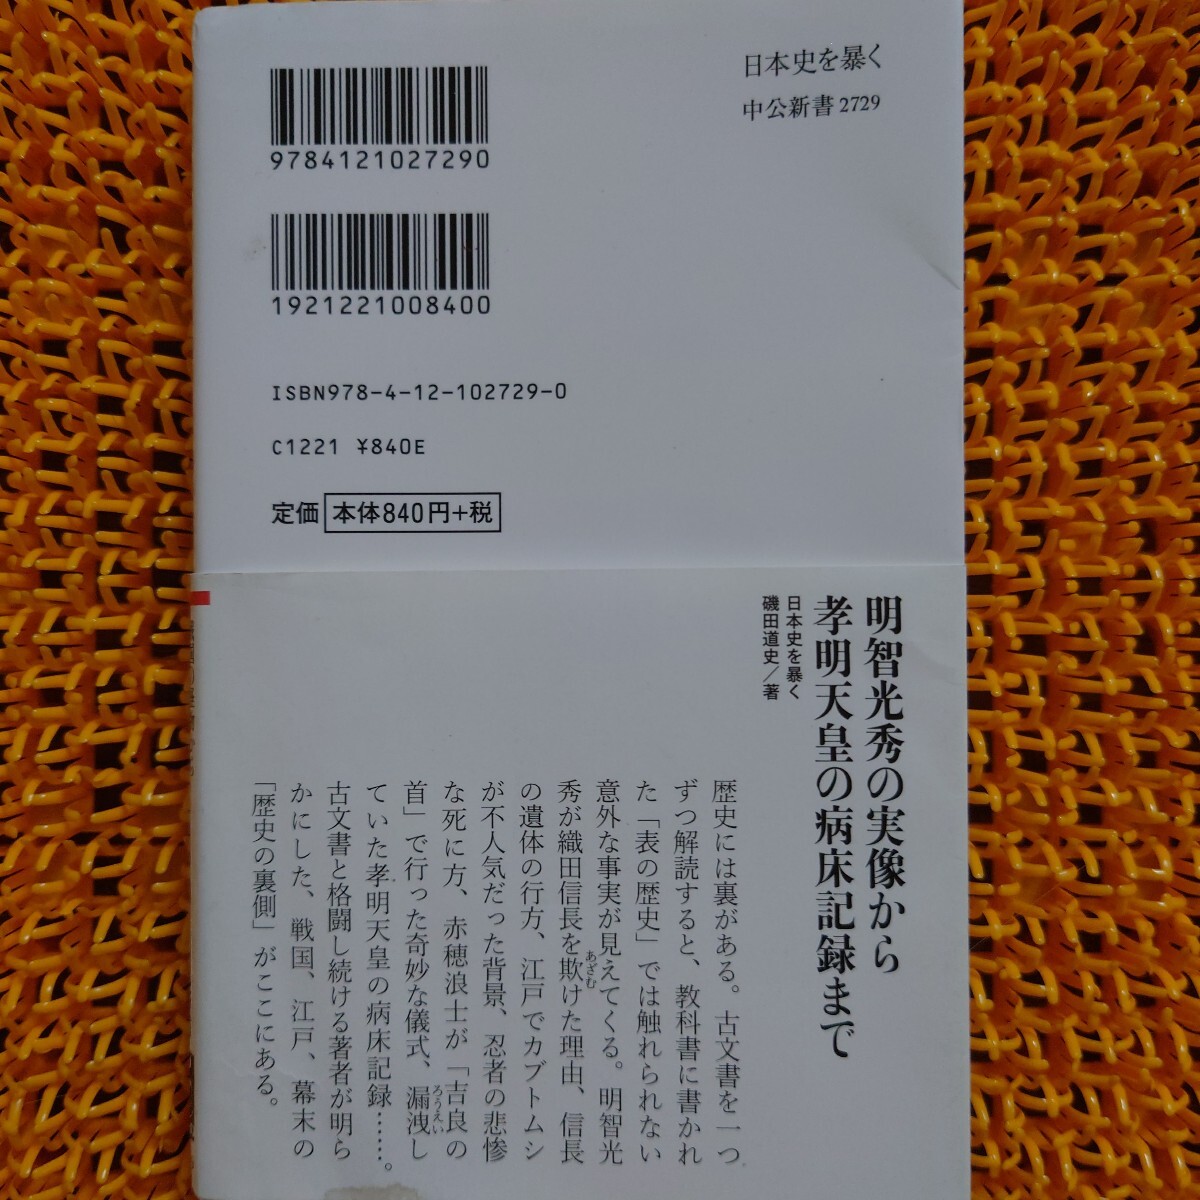 日本史を暴く
中公新書 2729
9784121027290
1921221008400
ISBN978-4-12-102729-0
C1221 ¥840E
定価 本体840円+税
明智光秀の実像から
孝明天皇の病床記録まで
日本史を暴く
磯田道史/著
歴史には裏がある。古文書を一つ
ずつ解読すると、教科書に書かれ
た「表の歴史」では触れられない
意外な事実が見えてくる。明智光
秀が織田信長を欺けた理由、信長
あざむ
の遺体の行方、江戸でカブトムシ
が不人気だった背景、忍者の悲惨
な死に方、赤穂浪士が「吉良の
首」で行った奇妙な儀式、漏洩し
ろうえい
ていた孝明天皇の病床記録……。
古文書と格闘し続ける著者が明ら
かにした、戦国、江戸、幕末の
「歴史の裏側」がここにある。